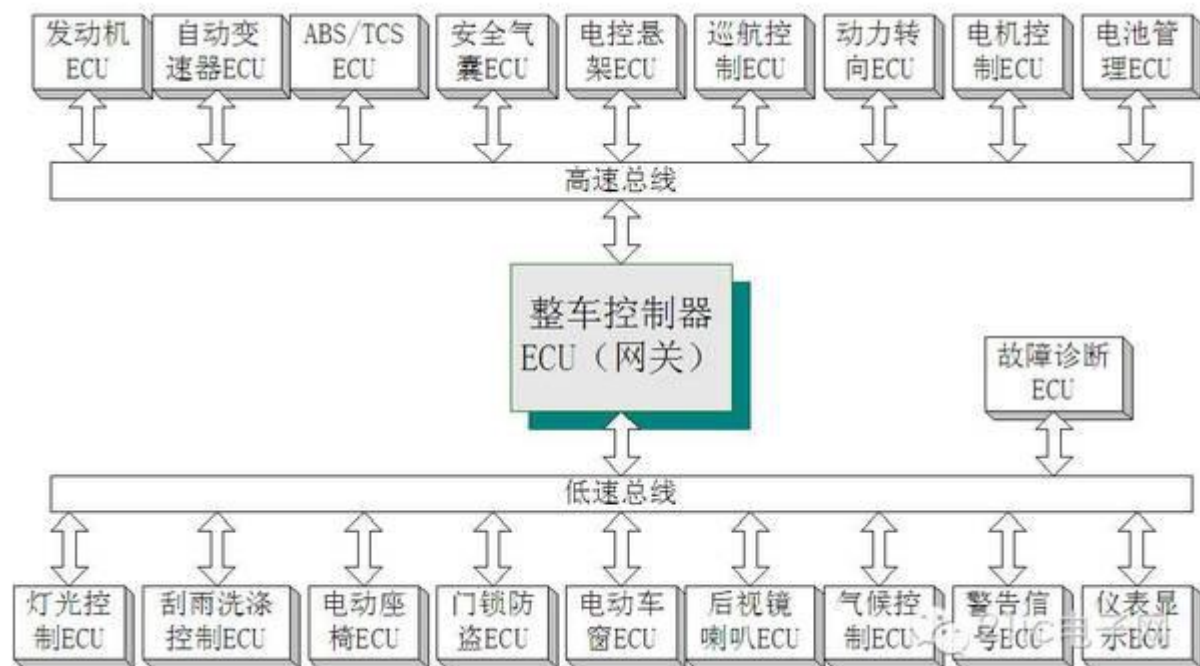 发动机
ECU
自动变
速器ECU
ABS/TCS
ECU
安全气
囊ECU
电控悬
架ECU
巡航控
制ECU
动力转
向ECU
电机控
制ECU
电池管
理ECU
高速总线
整车控制器
ECU（网关）
故障诊断
ECU
低速总线
灯光控
制ECU
刮雨洗涤
控制ECU
电动座
椅ECU
门锁防
盗ECU
电动车
窗ECU
后视镜
喇叭ECU
气候控
制ECU
警告信
号ECU
仪表显
示ECU